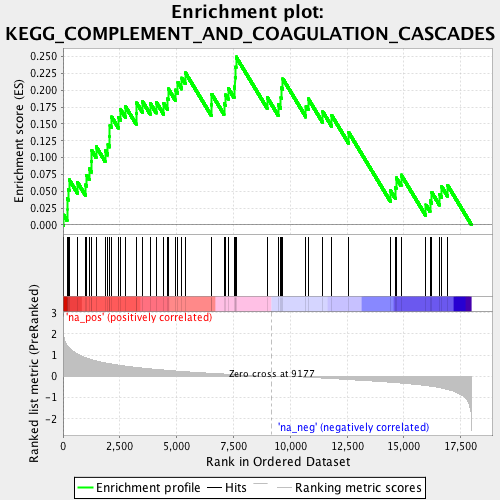 Enrichment plot:
KEGG_COMPLEMENT_AND_COAGULATION_CASCADES
Enrichment score (ES)
0.250
0.225
0.200
0.175
0.150
0.125
0.100
0.075
0.050
0.025
0.000
'na_pos' (positively correlated)
Ranked list metric (PreRanked)
3
2
1
0
-1
-2
Zero cross at 9177
'na_neg' (negatively correlated)
0
2,500
5,000
7,500
10,000
12,500
15,000
17,500
Rank in Ordered Dataset
Enrichment profile
Hits
Ranking metric scores